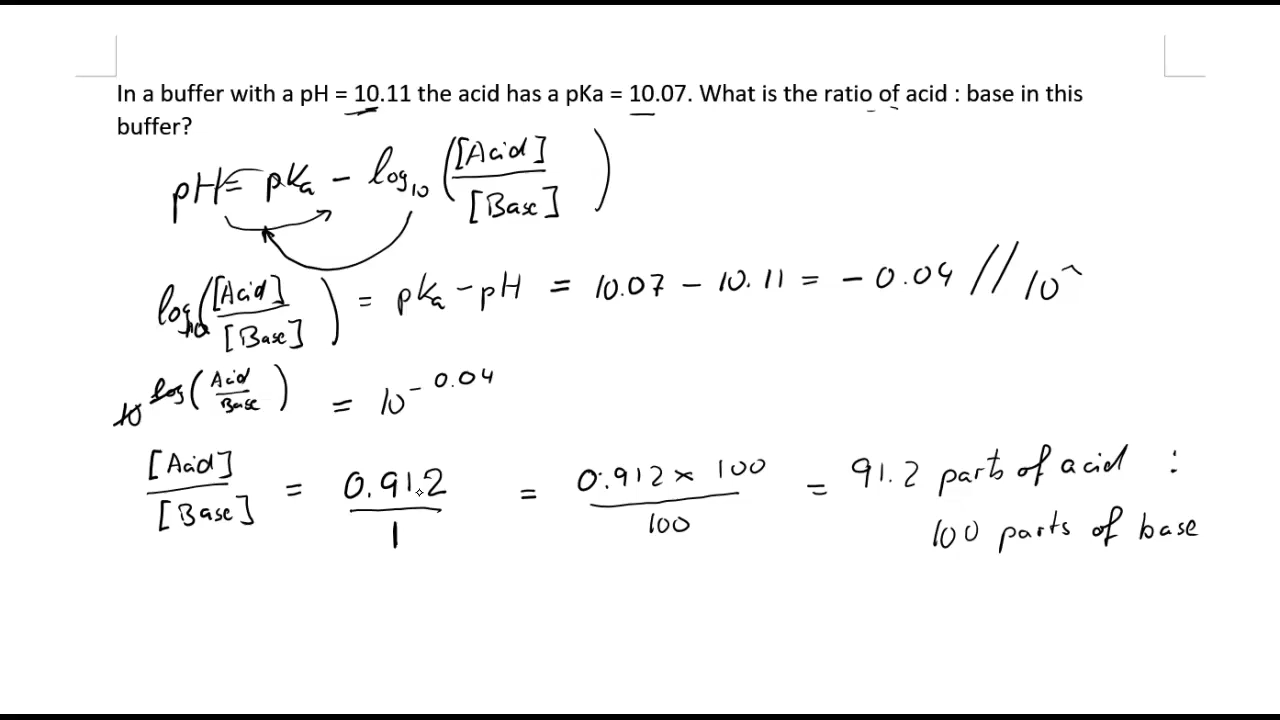 In a buffer with a pH = 10.11 the acid has a pKa = 10.07. What is the ratio of acid : base in this
buffer?
pH = pKa - log10 ([Acid] / [Base])
log10 ([Acid] / [Base]) = pKa - pH = 10.07 - 10.11 = - 0.04 // 10^
10 log (Acid / Base) = 10^-0.04
[Acid] / [Base] = 0.912 / 1 = 0.912 x 100 / 100 = 91.2 parts of acid :
100 parts of base